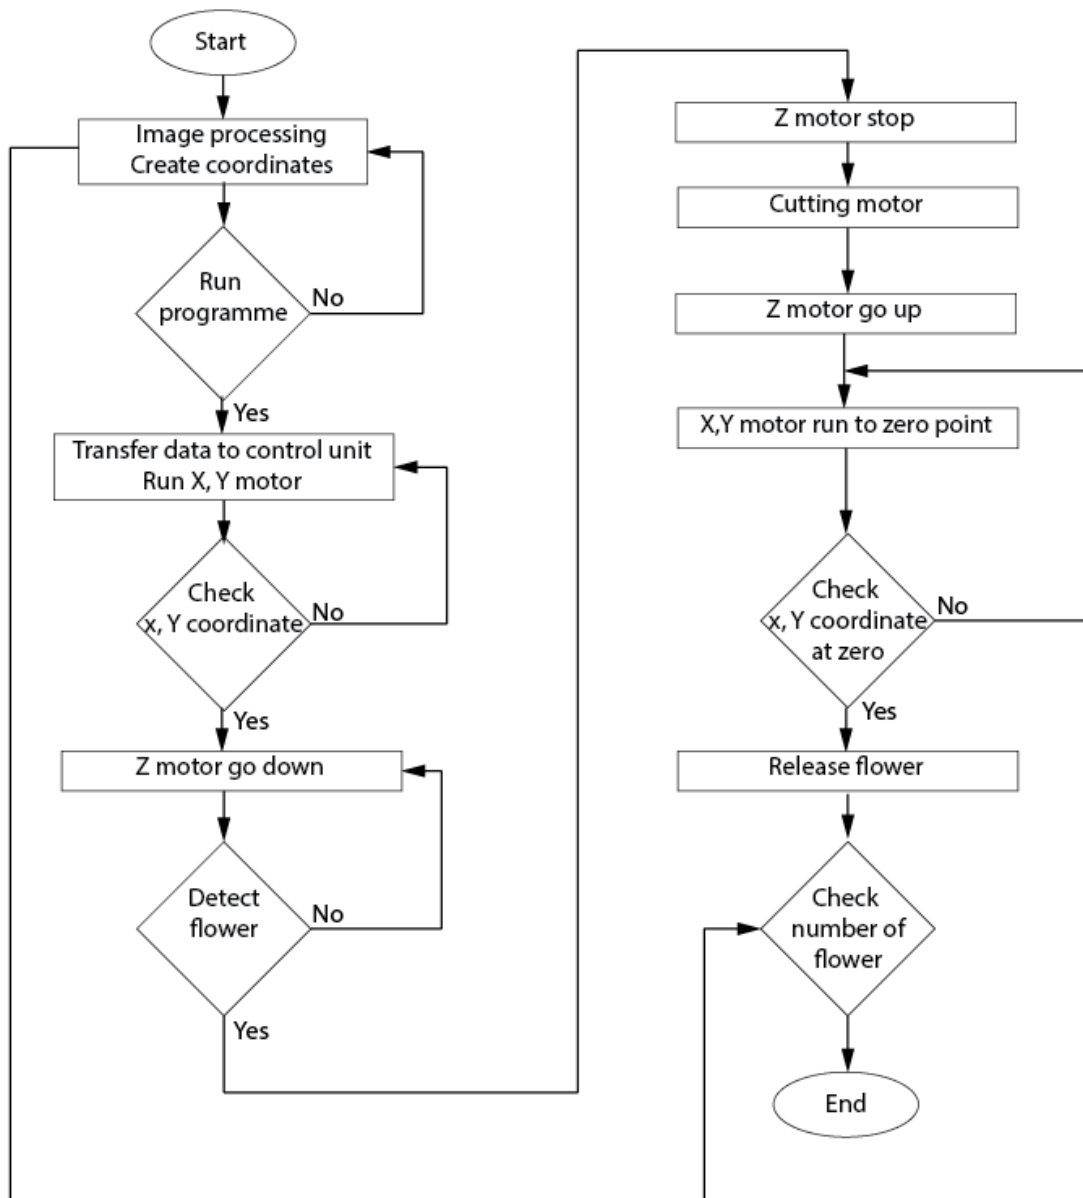 Start
Image processing
Create coordinates
Run
programme
No
Yes
Transfer data to control unit
Run X, Y motor
Check
x, Y coordinate
No
Yes
Z motor go down
Detect
flower
No
Yes
Z motor stop
Cutting motor
Z motor go up
X,Y motor run to zero point
Check
x, Y coordinate
at zero
No
Yes
Release flower
Check
number of
flower
End